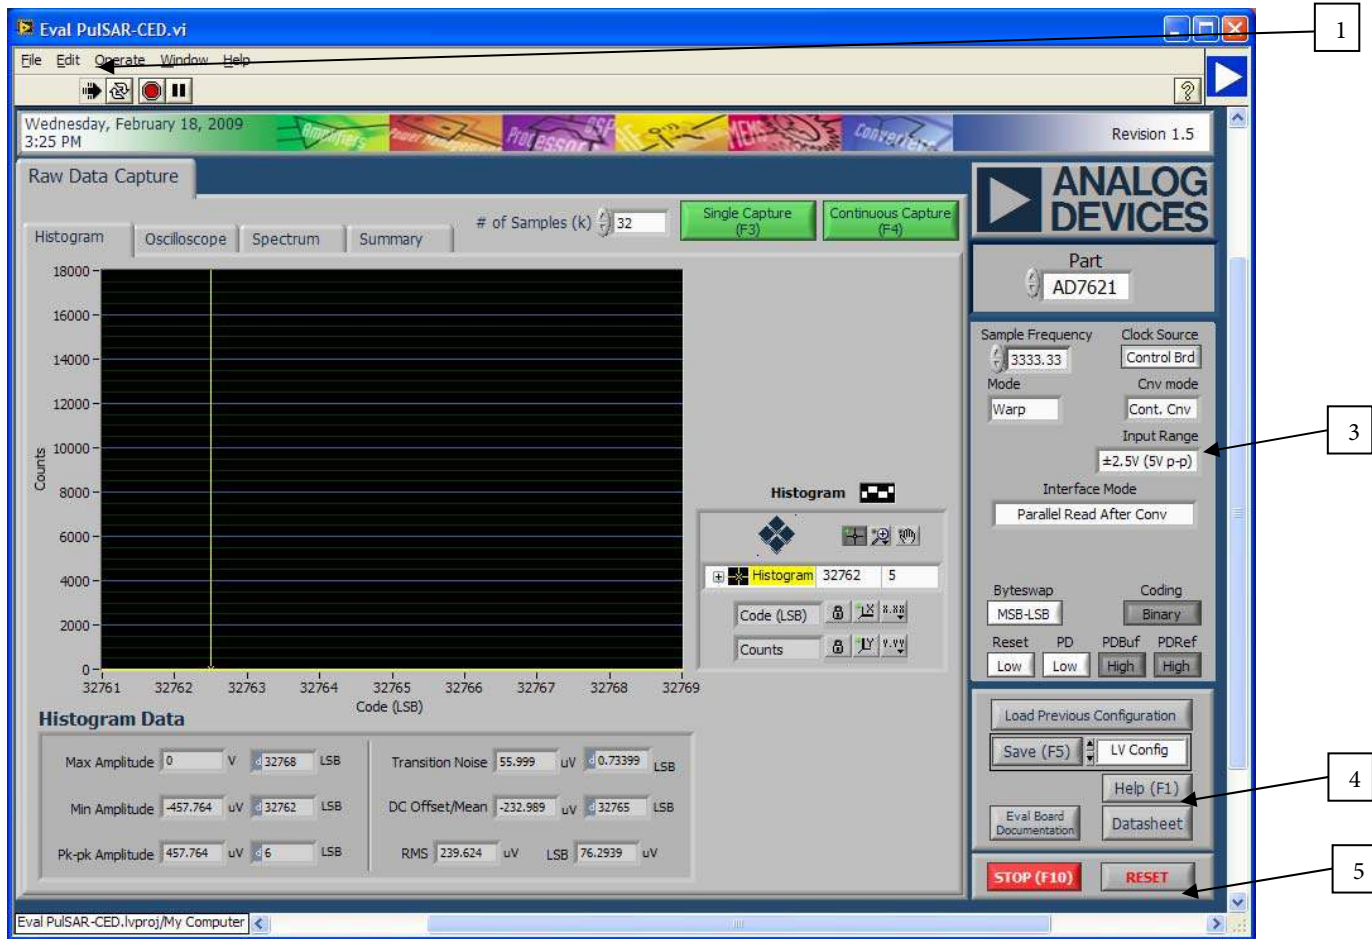 Eval PulSAR-CED.vi
1
File Edit Operate Window Help
Wednesday, February 18, 2009
3:25 PM
Amplifiers Power Management Processor DSP MEMS Converters
Revision 1.5
Raw Data Capture
ANALOG
DEVICES
# of Samples (k) 32
Single Capture
(F3)
Continuous Capture
(F4)
Histogram Oscilloscope Spectrum Summary
Part
AD7621
Sample Frequency Clock Source
3333.33 Control Brd
Mode Cnv mode
Warp Cont. Cnv
Input Range
±2.5V (5V p-p)
3
Interface Mode
Parallel Read After Conv
Byteswap Coding
MSB-LSB Binary
Reset PD PDBuf PDRef
Low Low High High
18000
16000
14000
12000
10000
8000
6000
4000
2000
0
Counts
32761 32762 32763 32764 32765 32766 32767 32768 32769
Code (LSB)
Histogram
Histogram 32762 5
Code (LSB) X X.XX
Counts Y Y.YY
Histogram Data
Max Amplitude 0 V d 32768 LSB
Transition Noise 55.999 uV d 0.73399 LSB
Min Amplitude -457.764 uV d 32762 LSB
DC Offset/Mean -232.989 uV d 32765 LSB
Pk-pk Amplitude 457.764 uV d 6 LSB
RMS 239.624 uV LSB 76.2939 uV
Load Previous Configuration
Save (F5) LV Config
Help (F1)
4
Eval Board
Documentation
Datasheet
STOP (F10) RESET
5
Eval PulSAR-CED.lvproj/My Computer